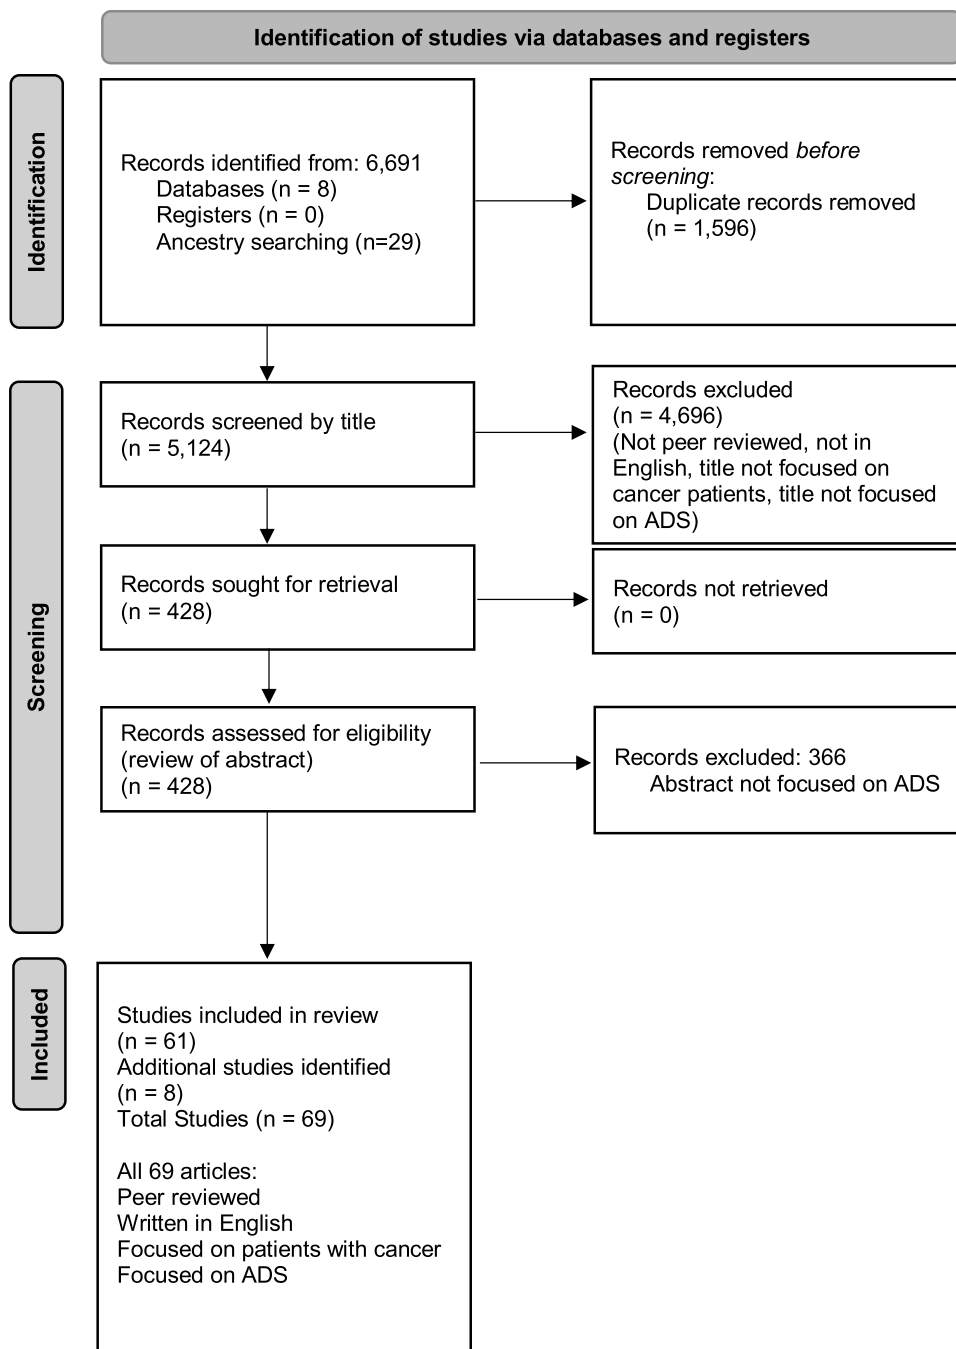 Identification of studies via databases and registers
Identification
Records identified from: 6,691
Databases (n = 8)
Registers (n = 0)
Ancestry searching (n=29)
Records removed before
screening:
Duplicate records removed
(n = 1,596)
Screening
Records screened by title
(n = 5,124)
Records excluded
(n = 4,696)
(Not peer reviewed, not in
English, title not focused on
cancer patients, title not focused
on ADS)
Records sought for retrieval
(n = 428)
Records not retrieved
(n = 0)
Records assessed for eligibility
(review of abstract)
(n = 428)
Records excluded: 366
Abstract not focused on ADS
Included
Studies included in review
(n = 61)
Additional studies identified
(n = 8)
Total Studies (n = 69)
All 69 articles:
Peer reviewed
Written in English
Focused on patients with cancer
Focused on ADS